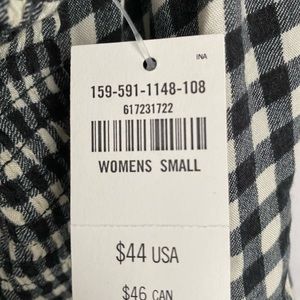 INA
159-591-1148-108
617231722
WOMENS SMALL
$44 USA
$46 CAN